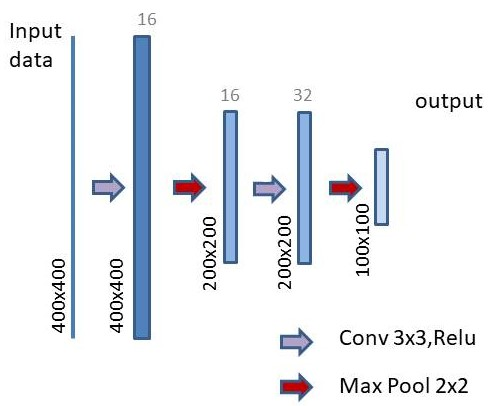 Input
data
16
16
32
output
400x400
400x400
200x200
200x200
100x100
Conv 3x3,Relu
Max Pool 2x2